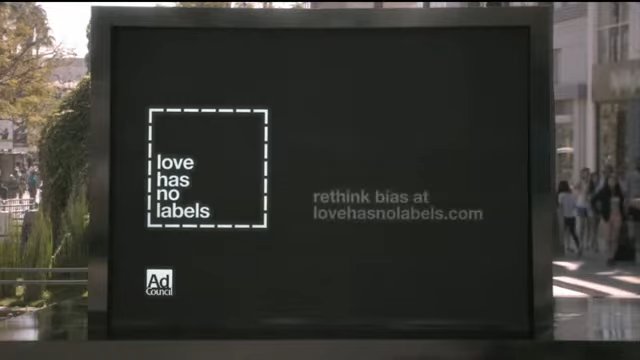 love
has
no
labels
rethink bias at
lovehasnolabels.com
Ad
Council